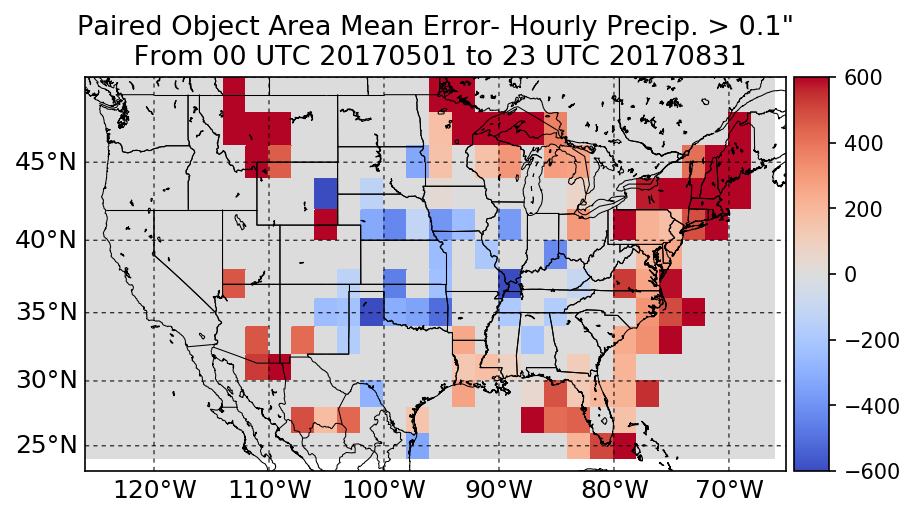 Paired Object Area Mean Error- Hourly Precip. > 0.1"
From 00 UTC 20170501 to 23 UTC 20170831
600
400
200
0
−200
−400
−600
45°N
40°N
35°N
30°N
25°N
120°W 110°W 100°W 90°W 80°W 70°W